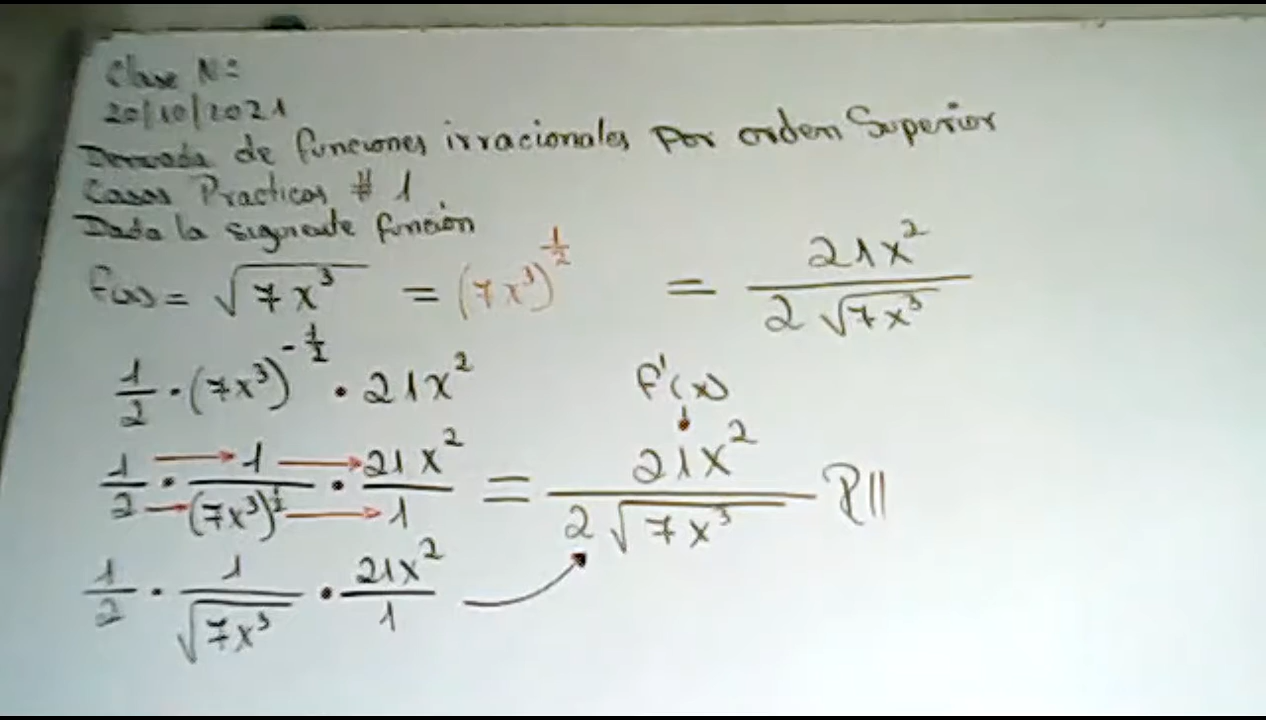 Clase N=
20/10/2021
Derivada de funciones irracionales por orden Superior
Casos Practicos # 1
Dada la siguiente función
f(x) = √7x³ = (7x³)^½ = 21x² / 2√7x³
1/2 · (7x³)^-½ · 21x²
f'(x)
1/2 · 1/(7x³)^½ · 21x²/1 = 21x² / 2√7x³ R//
1/2 · 1/√7x³ · 21x²/1